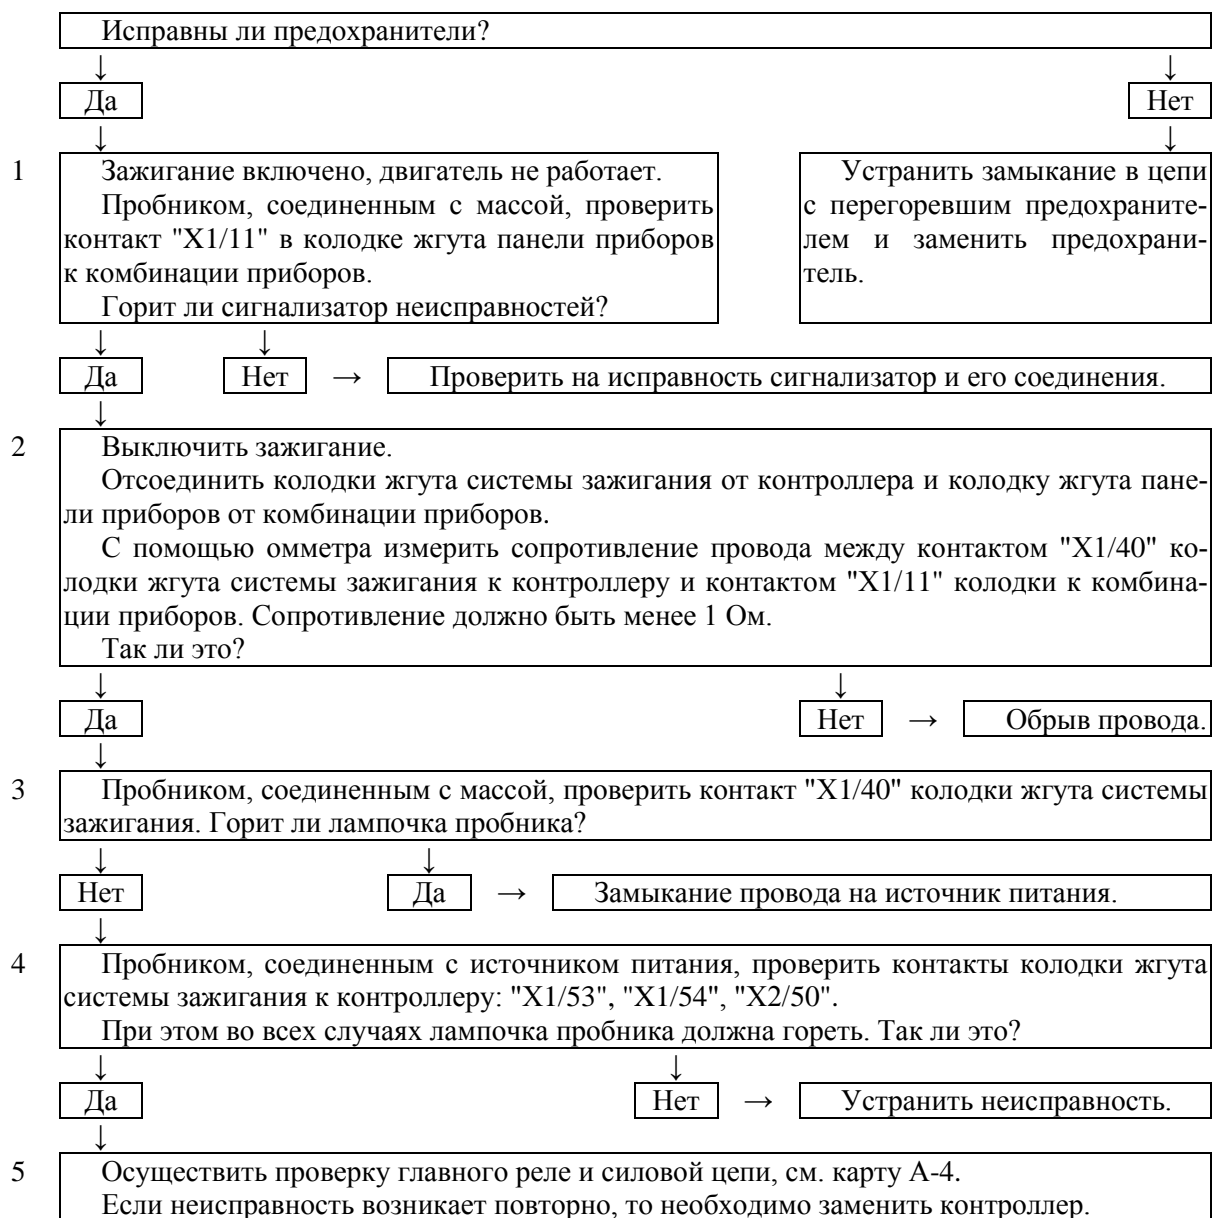 Исправны ли предохранители?
↓ ↓
Да Нет
↓ ↓
1 Зажигание включено, двигатель не работает.
Пробником, соединенным с массой, проверить
контакт "X1/11" в колодке жгута панели приборов
к комбинации приборов.
Горит ли сигнализатор неисправностей?
Устранить замыкание в цепи
с перегоревшим предохраните-
лем и заменить предохрани-
тель.
↓ ↓
Да Нет → Проверить на исправность сигнализатор и его соединения.
↓
2 Выключить зажигание.
Отсоединить колодки жгута системы зажигания от контроллера и колодку жгута пане-
ли приборов от комбинации приборов.
С помощью омметра измерить сопротивление провода между контактом "X1/40" ко-
лодки жгута системы зажигания к контроллеру и контактом "X1/11" колодки к комбина-
ции приборов. Сопротивление должно быть менее 1 Ом.
Так ли это?
↓ ↓
Да Нет → Обрыв провода.
↓
3 Пробником, соединенным с массой, проверить контакт "X1/40" колодки жгута системы
зажигания. Горит ли лампочка пробника?
↓ ↓
Нет Да → Замыкание провода на источник питания.
↓
4 Пробником, соединенным с источником питания, проверить контакты колодки жгута
системы зажигания к контроллеру: "X1/53", "X1/54", "X2/50".
При этом во всех случаях лампочка пробника должна гореть. Так ли это?
↓ ↓
Да Нет → Устранить неисправность.
↓
5 Осуществить проверку главного реле и силовой цепи, см. карту А-4.
Если неисправность возникает повторно, то необходимо заменить контроллер.